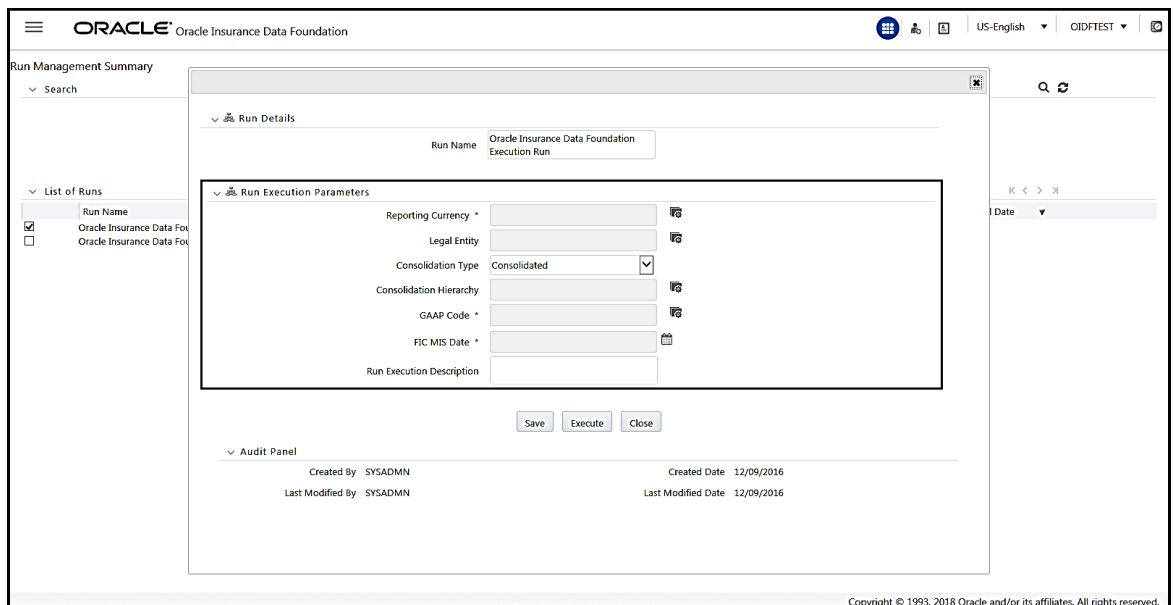 ORACLE® Oracle Insurance Data Foundation
US-English
OIDFTEST
Run Management Summary
Search
Run Details
Run Name Oracle Insurance Data Foundation
Execution Run
List of Runs
Run Name
Oracle Insurance Data Fou
Oracle Insurance Data Fou
Date
Run Execution Parameters
Reporting Currency *
Legal Entity
Consolidation Type Consolidated
Consolidation Hierarchy
GAAP Code *
FIC MIS Date *
Run Execution Description
Save Execute Close
Audit Panel
Created By SYSADMN Created Date 12/09/2016
Last Modified By SYSADMN Last Modified Date 12/09/2016
Copyright © 1993, 2018 Oracle and/or its affiliates. All rights reserved.